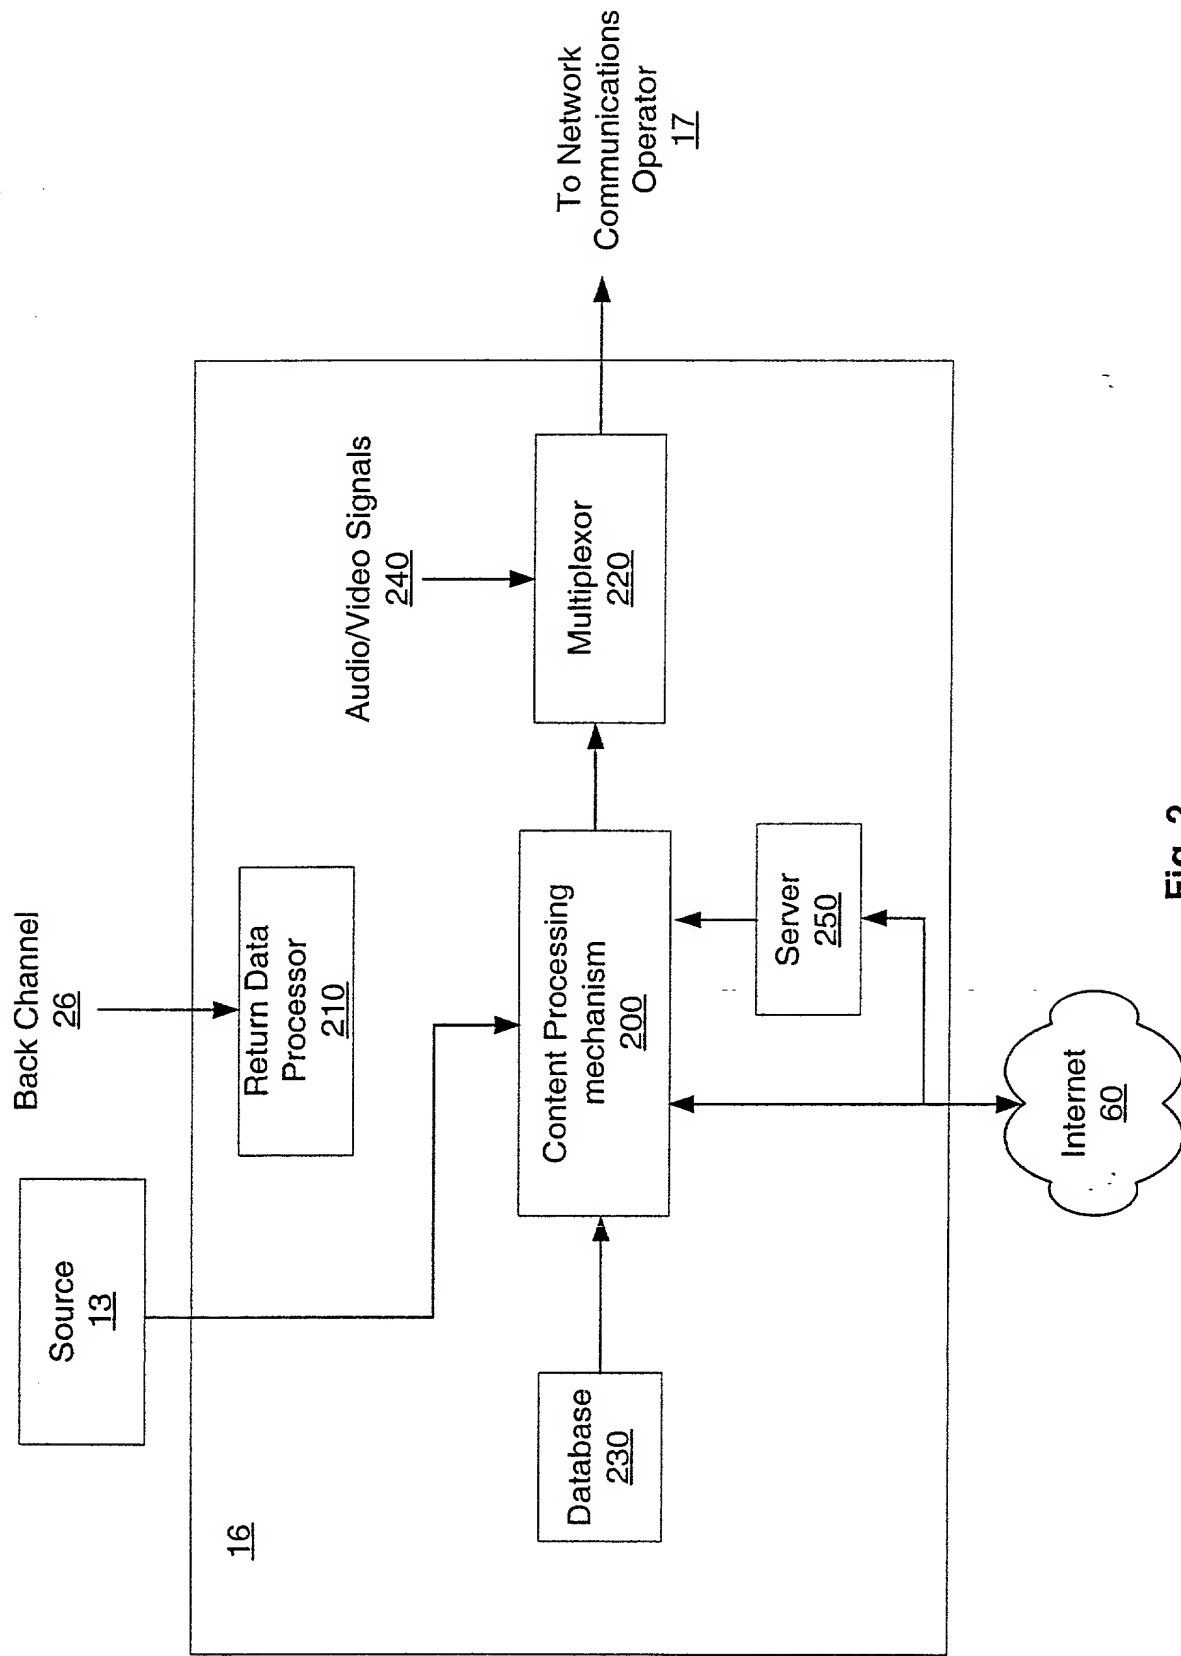 Back Channel
26
Source
13
16
Return Data
Processor
210
Audio/Video Signals
240
Database
230
Content Processing
mechanism
200
Multiplexor
220
To Network
Communications
Operator
17
Server
250
Internet
60
Fig. 2